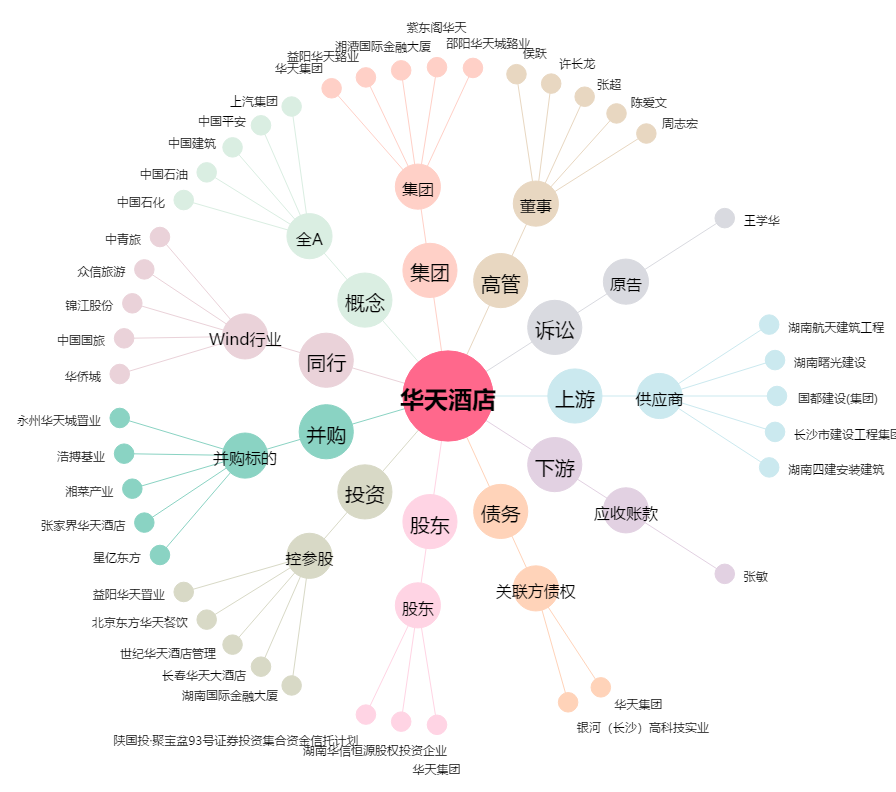 紫东阁华天
湘潭国际金融大厦
邵阳华天城臵业
益阳华天臵业
华天集团
侯跃
许长龙
张超
陈爱文
周志宏
上汽集团
中国平安
中国建筑
中国石油
中国石化
集团
董事
王学华
全A
中青旅
众信旅游
锦江股份
中国国旅
华侨城
集团
高管
原告
概念
诉讼
湖南航天建筑工程
Wind行业
同行
湖南曙光建设
华天酒店
上游
供应商
国都建设(集团)
永州华天城置业
浩搏基业
湘菜产业
张家界华天酒店
星亿东方
并购
并购标的
下游
长沙市建设工程集团
湖南四建安装建筑
投资
股东
债务
应收账款
张敏
控参股
益阳华天置业
北京东方华天餐饮
世纪华天酒店管理
长春华天大酒店
湖南国际金融大厦
股东
关联方债权
华天集团
银河（长沙）高科技实业
陕国投·聚宝盆93号证券投资集合资金信托计划
湖南华信恒源股权投资企业
华天集团